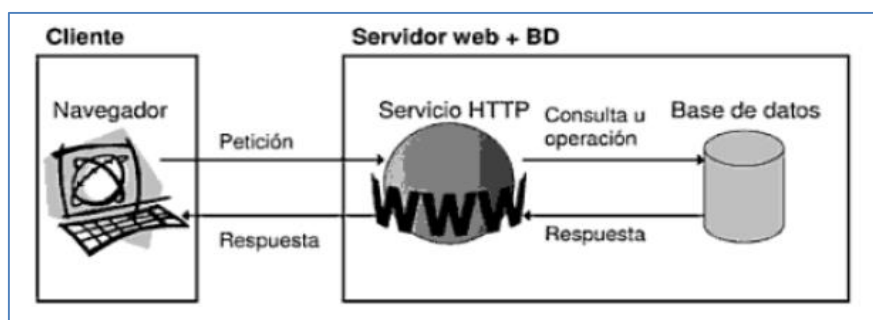 Cliente
Servidor web + BD
Navegador
Servicio HTTP
Consulta u
operación
Base de datos
Petición
WWW
Respuesta
Respuesta